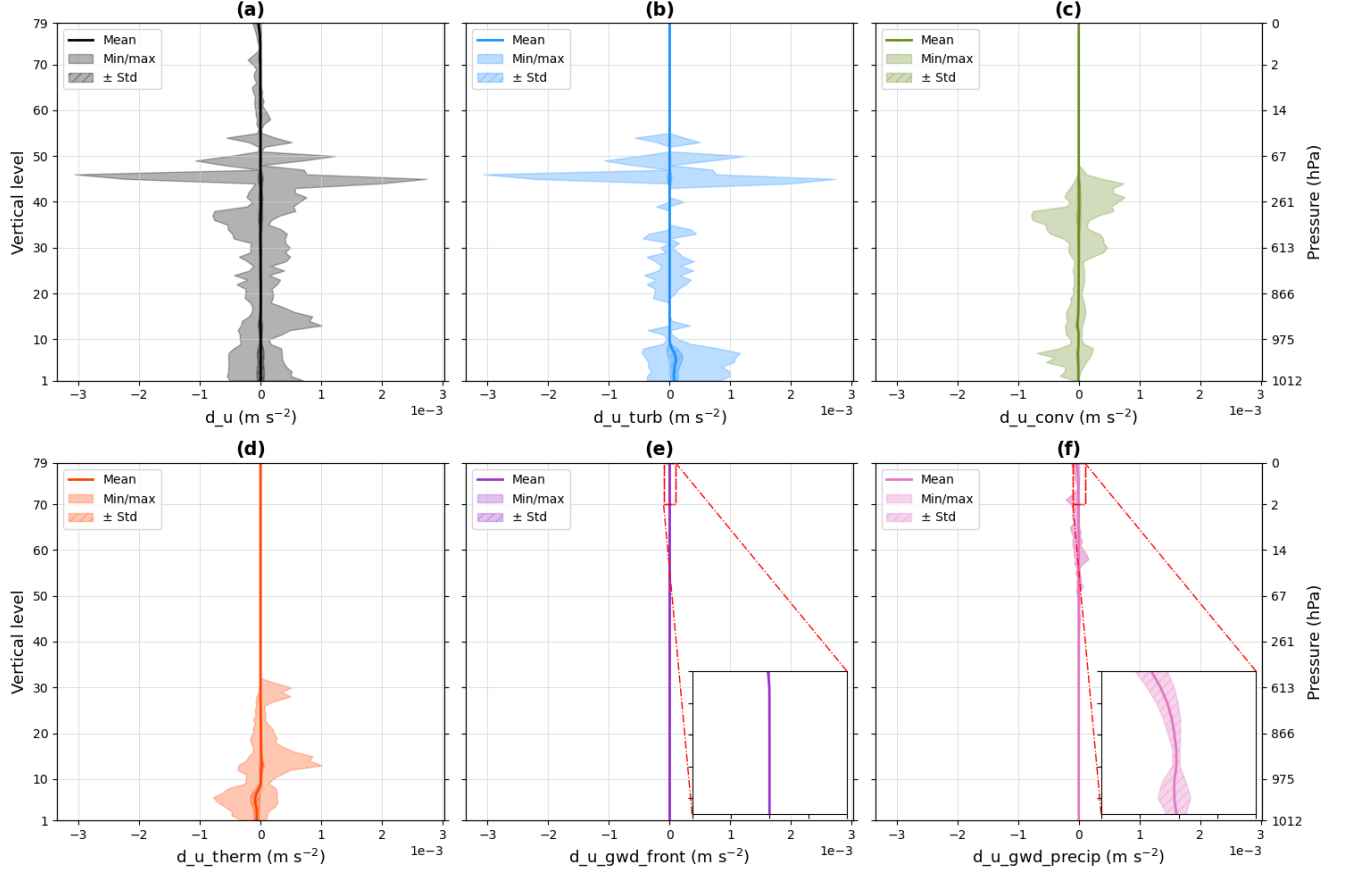 (a)
(b)
(c)
79
70
60
50
40
30
20
10
1
Vertical level
Mean
Min/max
± Std
−3
−2
−1
0
1
2
3
1e−3
d_u (m s−2)
Mean
Min/max
± Std
−3
−2
−1
0
1
2
3
1e−3
d_u_turb (m s−2)
Mean
Min/max
± Std
−3
−2
−1
0
1
2
3
1e−3
d_u_conv (m s−2)
0
2
14
67
261
613
866
975
1012
Pressure (hPa)
(d)
(e)
(f)
79
70
60
50
40
30
20
10
1
Vertical level
Mean
Min/max
± Std
−3
−2
−1
0
1
2
3
1e−3
d_u_therm (m s−2)
Mean
Min/max
± Std
−3
−2
−1
0
1
2
3
1e−3
d_u_gwd_front (m s−2)
Mean
Min/max
± Std
−3
−2
−1
0
1
2
3
1e−3
d_u_gwd_precip (m s−2)
0
2
14
67
261
613
866
975
1012
Pressure (hPa)